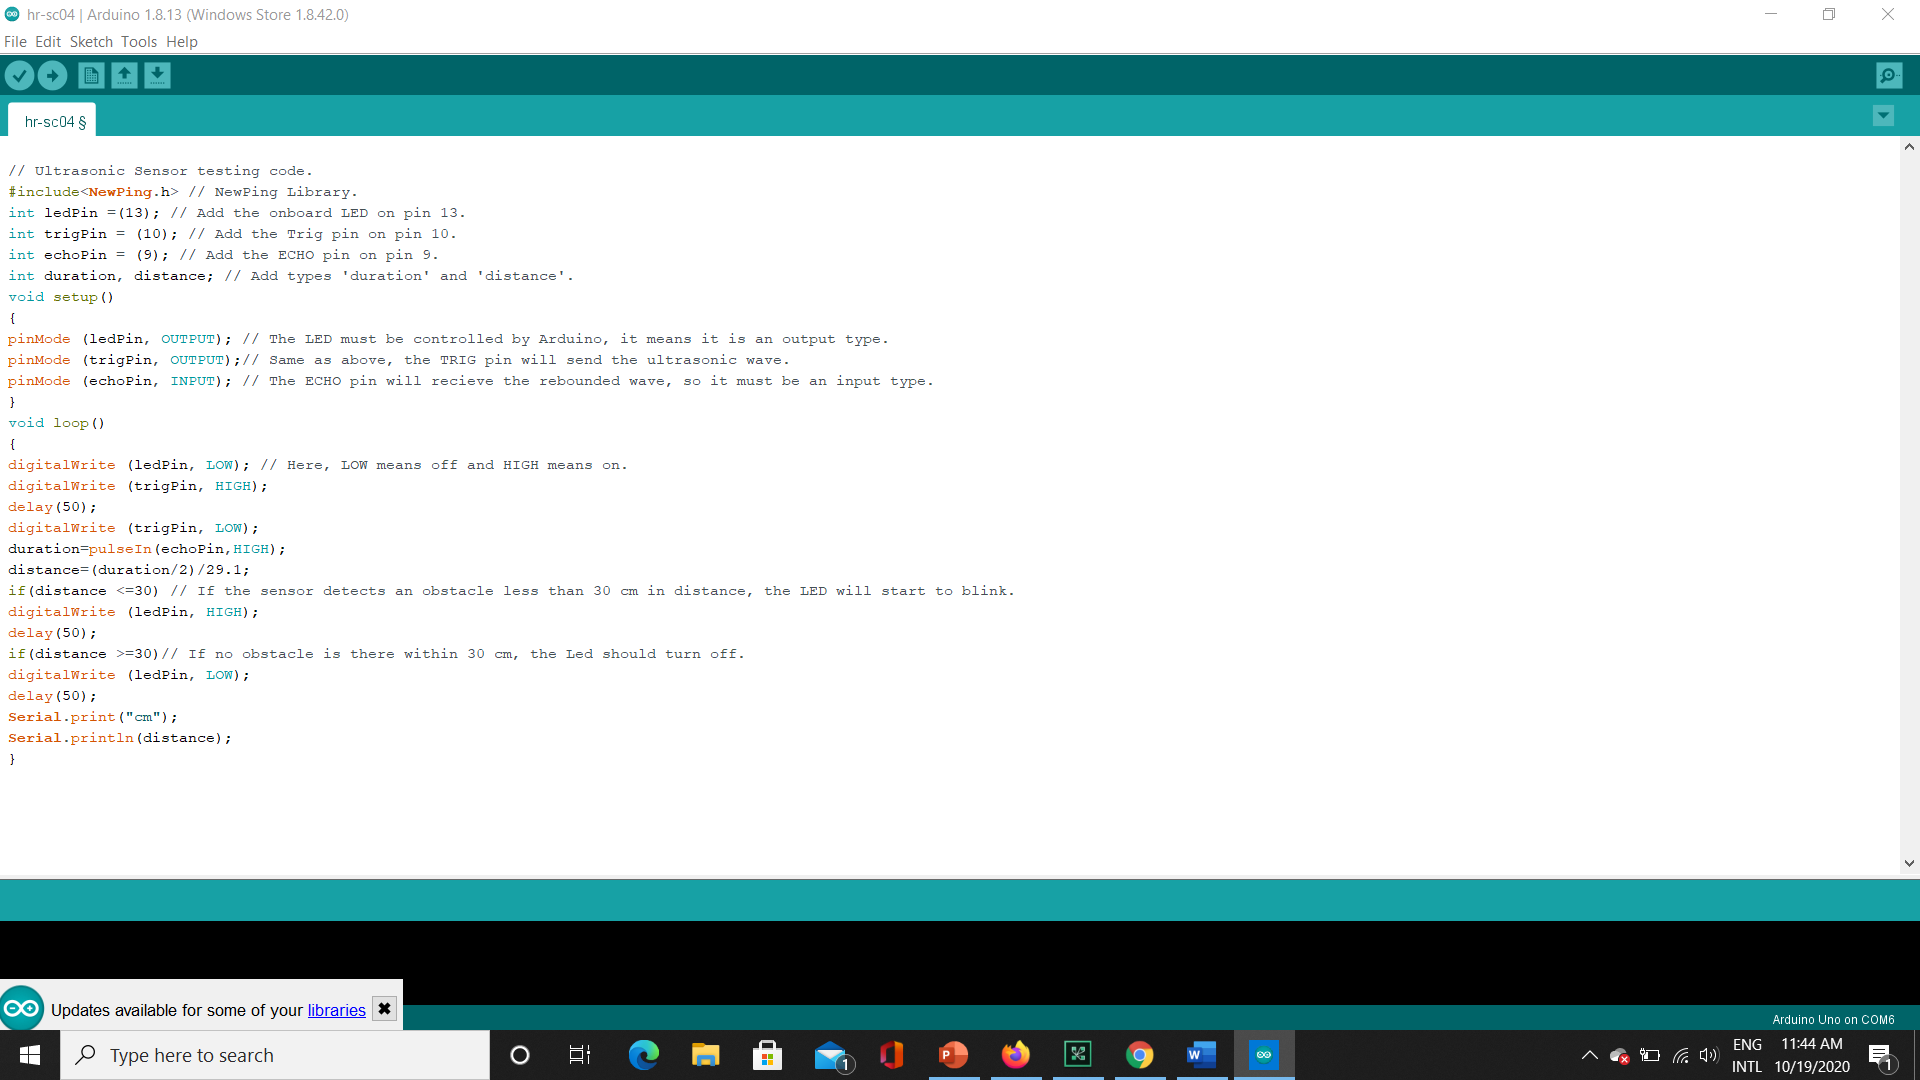 hr-sc04 | Arduino 1.8.13 (Windows Store 1.8.42.0)
File Edit Sketch Tools Help
hr-sc04 §
// Ultrasonic Sensor testing code.
#include<NewPing.h> // NewPing Library.
int ledPin =(13); // Add the onboard LED on pin 13.
int trigPin = (10); // Add the Trig pin on pin 10.
int echoPin = (9); // Add the ECHO pin on pin 9.
int duration, distance; // Add types 'duration' and 'distance'.
void setup()
{
pinMode (ledPin, OUTPUT); // The LED must be controlled by Arduino, it means it is an output type.
pinMode (trigPin, OUTPUT);// Same as above, the TRIG pin will send the ultrasonic wave.
pinMode (echoPin, INPUT); // The ECHO pin will recieve the rebounded wave, so it must be an input type.
}
void loop()
{
digitalWrite (ledPin, LOW); // Here, LOW means off and HIGH means on.
digitalWrite (trigPin, HIGH);
delay(50);
digitalWrite (trigPin, LOW);
duration=pulseIn(echoPin,HIGH);
distance=(duration/2)/29.1;
if(distance <=30) // If the sensor detects an obstacle less than 30 cm in distance, the LED will start to blink.
digitalWrite (ledPin, HIGH);
delay(50);
if(distance >=30)// If no obstacle is there within 30 cm, the Led should turn off.
digitalWrite (ledPin, LOW);
delay(50);
Serial.print("cm");
Serial.println(distance);
}
Updates available for some of your libraries
Arduino Uno on COM6
Type here to search
1
P
W
ENG
INTL
11:44 AM
10/19/2020
1